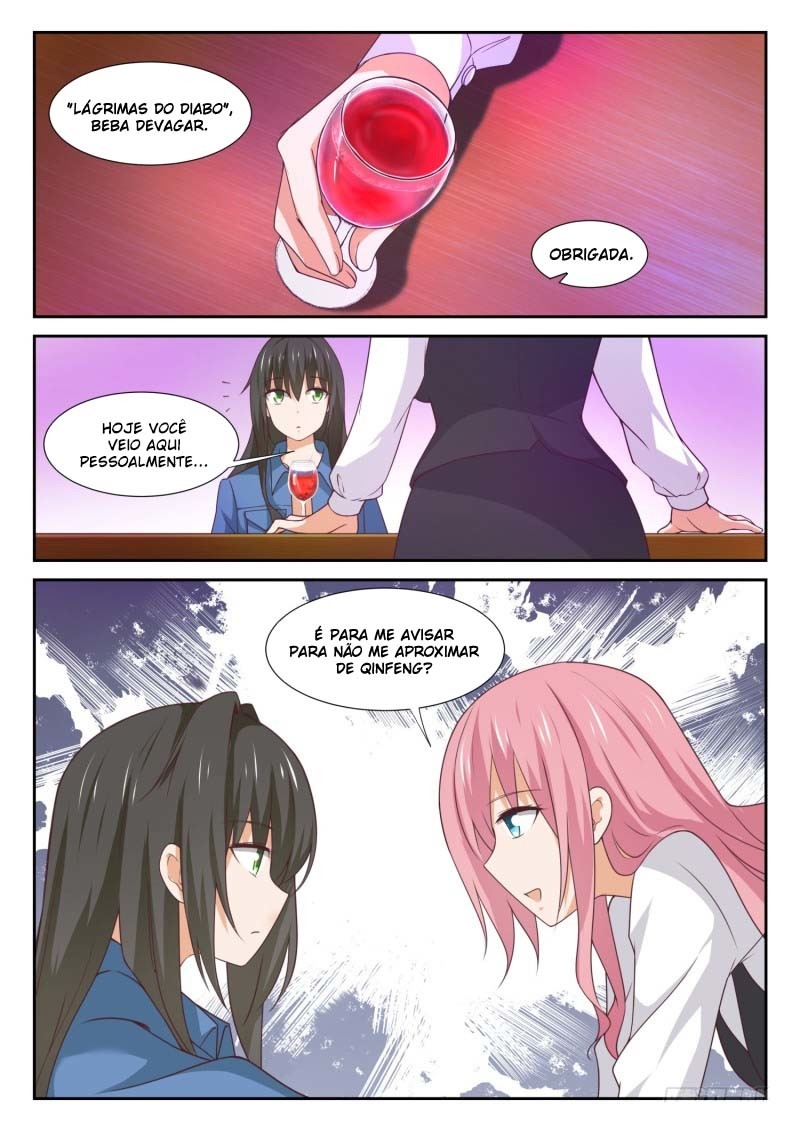 "LÁGRIMAS DO DIABO",
BEBA DEVAGAR.
OBRIGADA.
HOJE VOCÊ
VEIO AQUI
PESSOALMENTE...
É PARA ME AVISAR
PARA NÃO ME APROXIMAR
DE QINFENG?